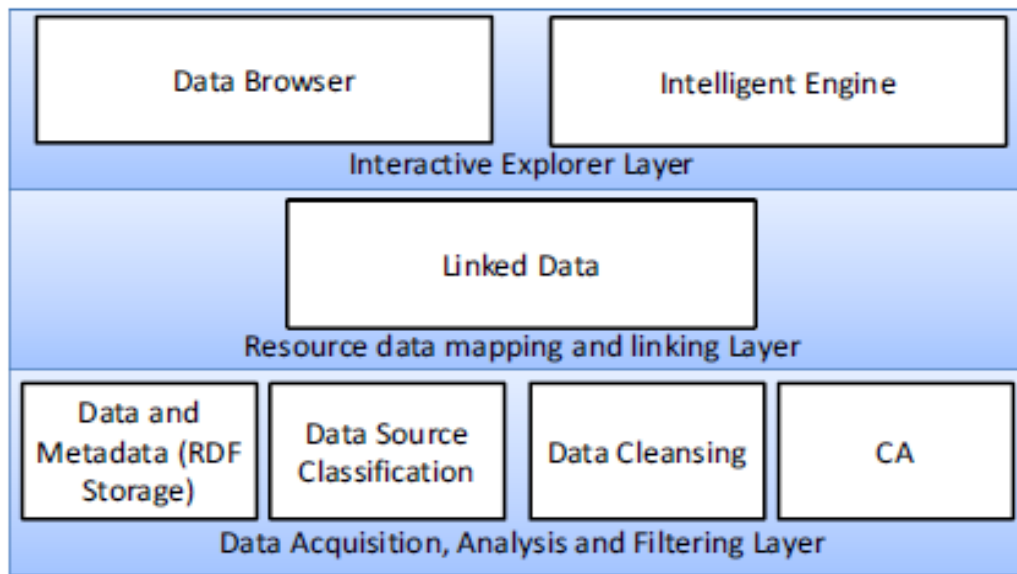 Data Browser
Intelligent Engine
Interactive Explorer Layer
Linked Data
Resource data mapping and linking Layer
Data and
Metadata (RDF
Storage)
Data Source
Classification
Data Cleansing
CA
Data Acquisition, Analysis and Filtering Layer